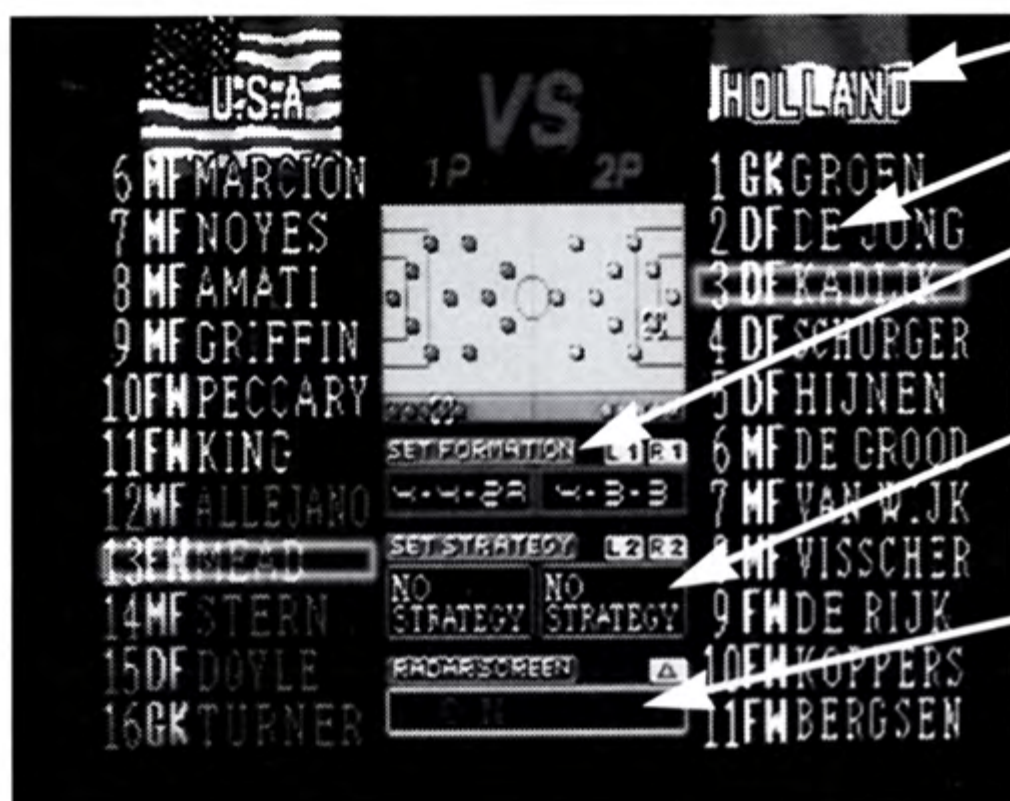 U.S.A
VS
HOLLAND
1P 2P
6 MF MARCION
7 MF NOYES
8 MF AMATI
9 MF GRIFFIN
10 FW PECCARY
11 FW KING
12 MF ALLEJANO
13 FW MEAD
14 MF STERN
15 DF DOYLE
16 GK TURNER
SET FORMATION L1 R1
4-4-2A 4-3-3
SET STRATEGY L2 R2
NO STRATEGY
NO STRATEGY
RADAR SCREEN △
1 GK GROEN
2 DF DE JONG
3 DF KADIJK
4 DF SCHURGER
5 DF HIJNEN
6 MF DE GROOD
7 MF VAN WIJK
8 MF VISSCHER
9 FW DE RIJK
10 FW KOPPERS
11 FW BERGSEN